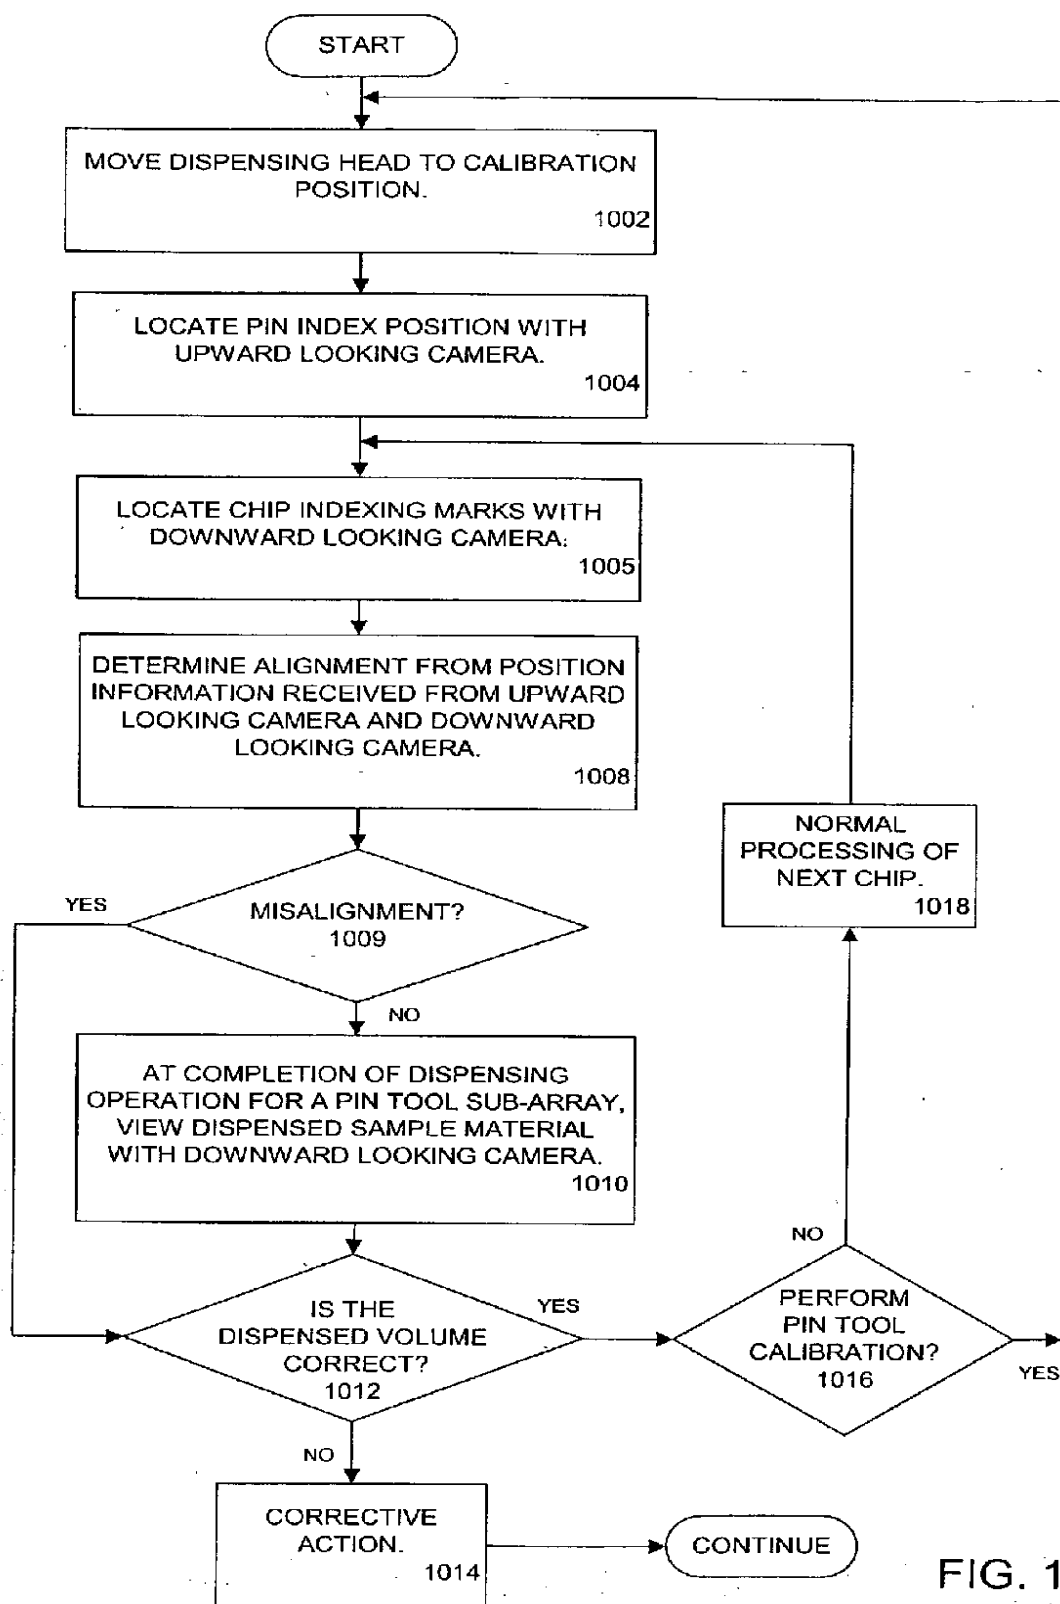 START
MOVE DISPENSING HEAD TO CALIBRATION
POSITION.
1002
LOCATE PIN INDEX POSITION WITH
UPWARD LOOKING CAMERA.
1004
LOCATE CHIP INDEXING MARKS WITH
DOWNWARD LOOKING CAMERA.
1005
DETERMINE ALIGNMENT FROM POSITION
INFORMATION RECEIVED FROM UPWARD
LOOKING CAMERA AND DOWNWARD
LOOKING CAMERA.
1008
NORMAL
PROCESSING OF
NEXT CHIP.
1018
YES
MISALIGNMENT?
1009
NO
AT COMPLETION OF DISPENSING
OPERATION FOR A PIN TOOL SUB-ARRAY,
VIEW DISPENSED SAMPLE MATERIAL
WITH DOWNWARD LOOKING CAMERA.
1010
IS THE
DISPENSED VOLUME
CORRECT?
1012
YES
NO
PERFORM
PIN TOOL
CALIBRATION?
1016
NO
YES
CORRECTIVE
ACTION.
1014
CONTINUE
FIG. 1